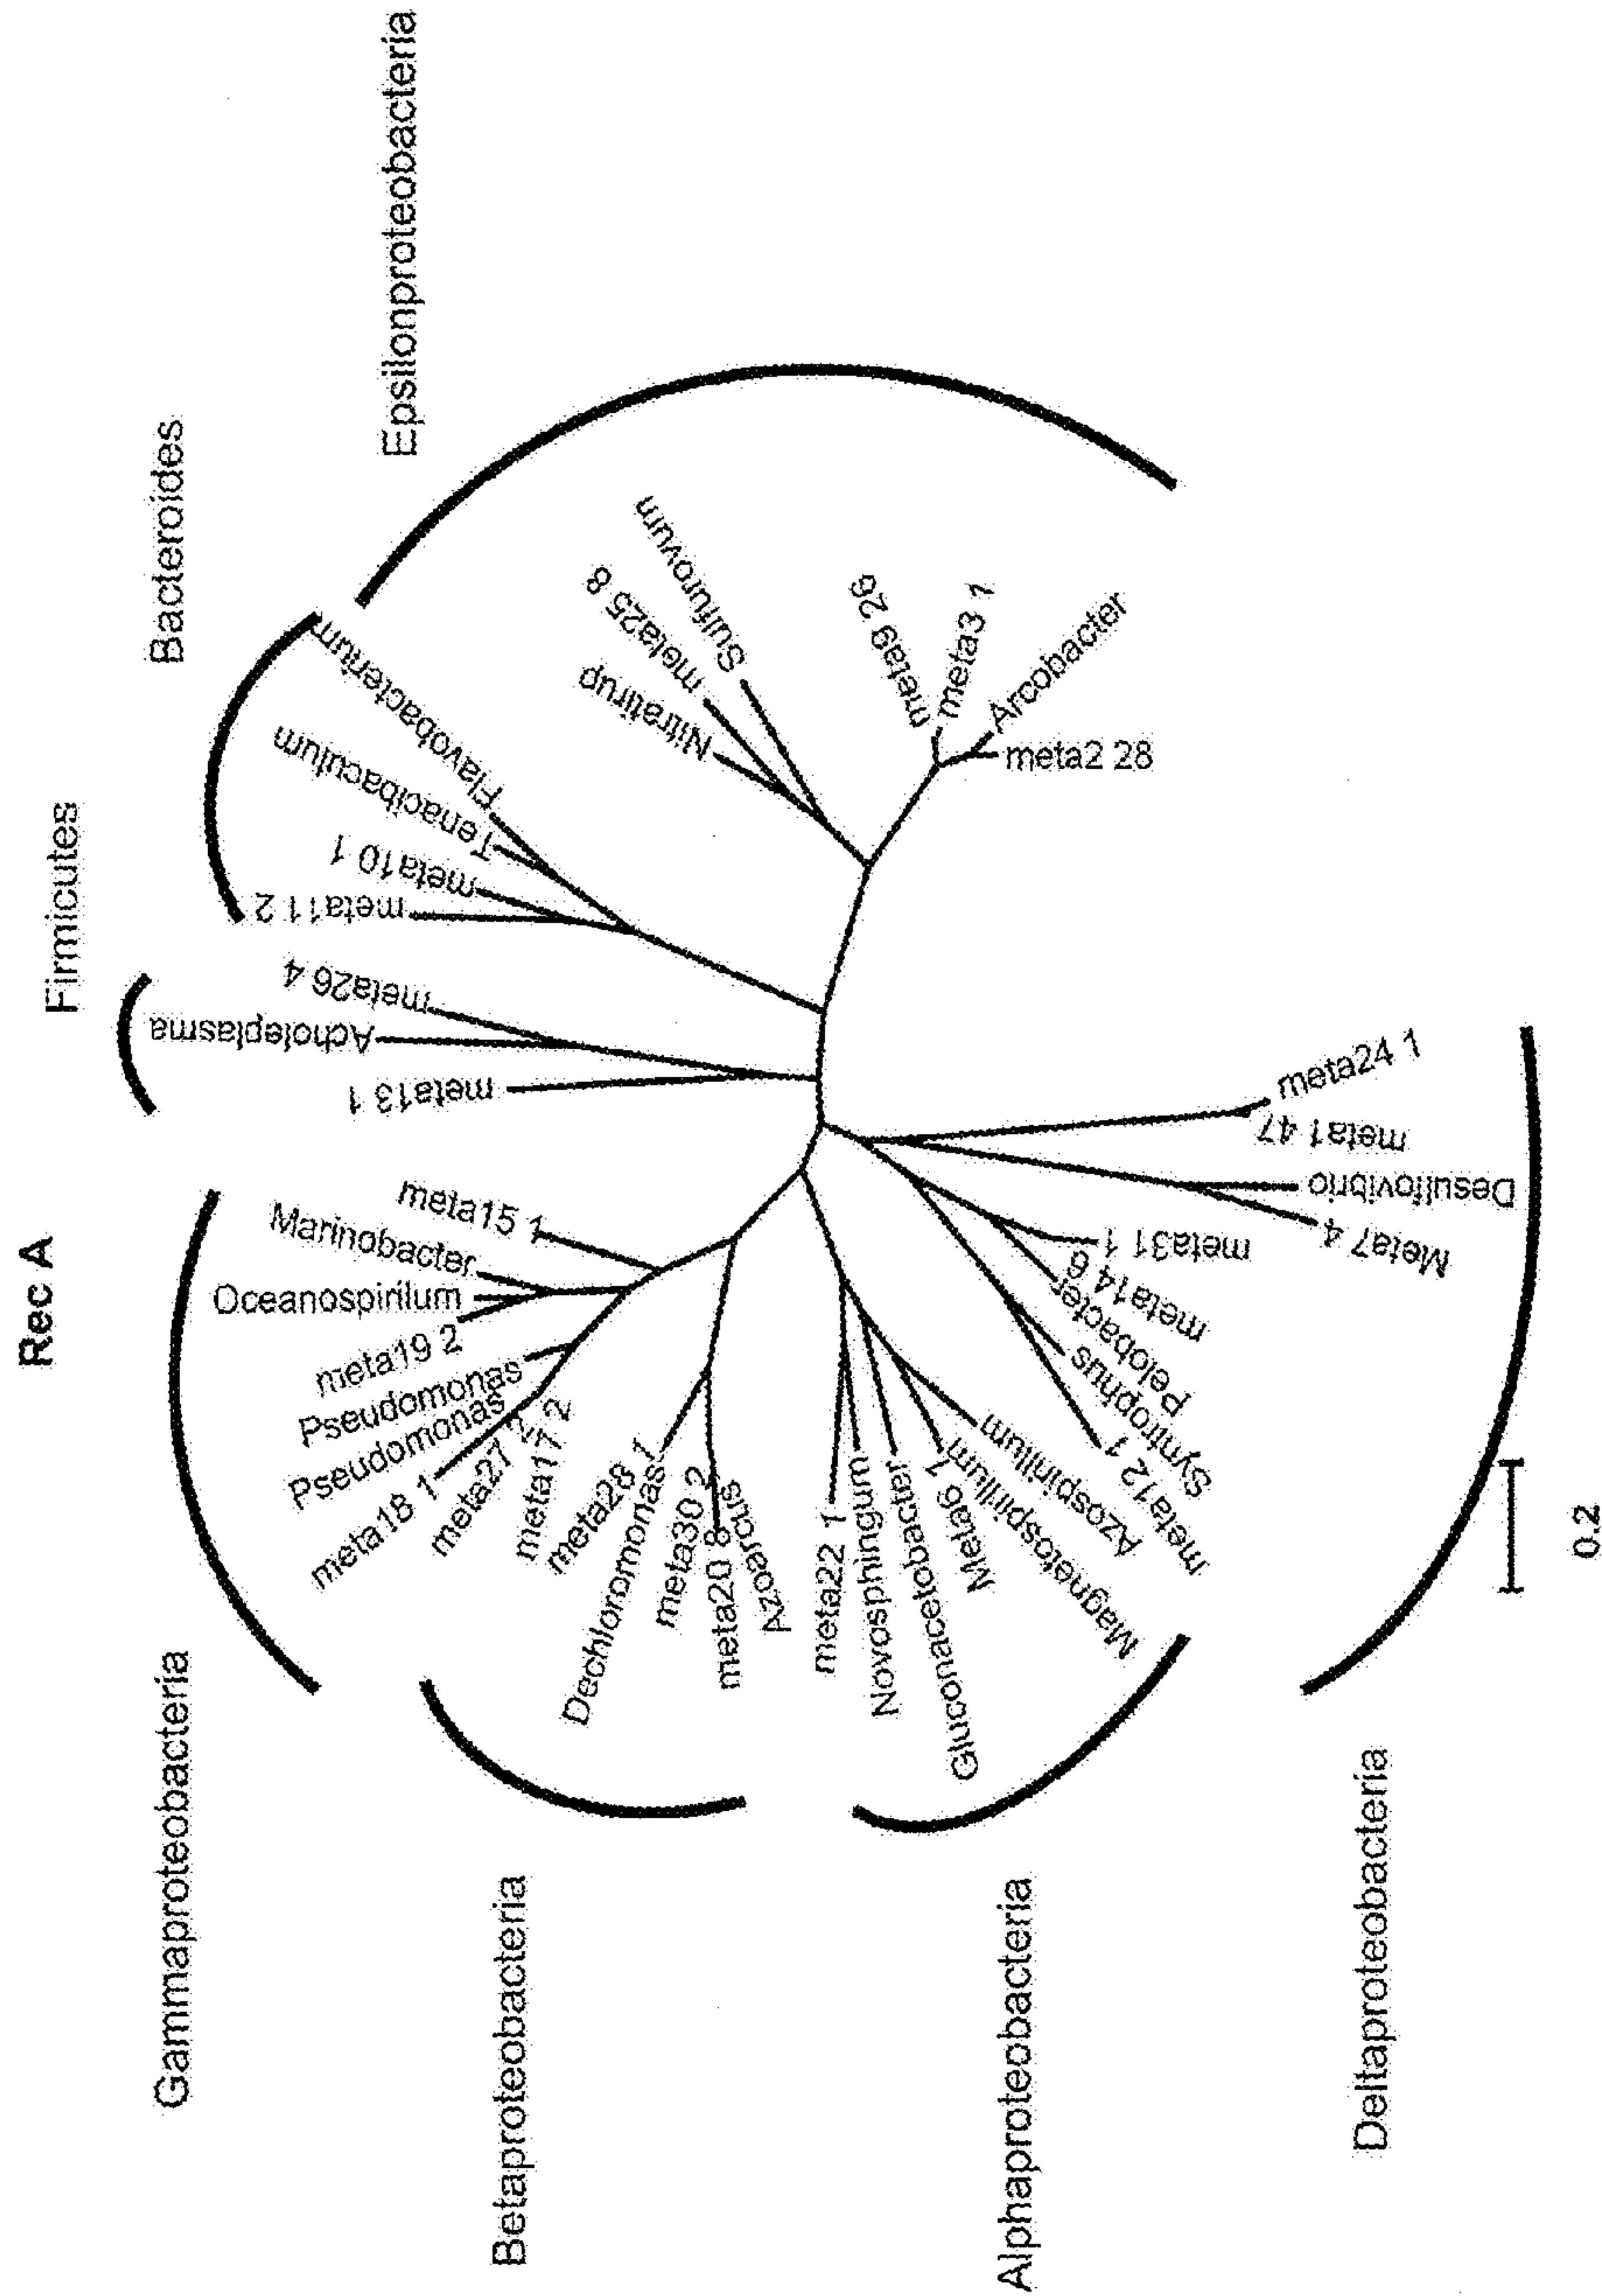 Rec A
Firmicutes
Bacteroides
Epsilonproteobacteria
Gammaproteobacteria
Betaproteobacteria
Alphaproteobacteria
Deltaproteobacteria
meta13 1
Acholeplasma
meta26 4
meta11 2
meta10 1
Tenacibaculum
Flavobacterium
Nitratirup
meta25 8
Sulfurovum
meta9 26
meta3 1
Arcobacter
meta2 28
meta24 1
meta1 47
Desulfovibrio
Meta7 4
meta31 1
meta14 6
Pelobacter
Syntrophus
meta12 1
Azospirillum
Magnetospirillum
Meta6 7
Gluconacetobacter
Novosphingum
meta22 1
Azoarcus
meta20 8
meta30 2
Dechloromonas
meta28 1
meta17 2
meta27 2
meta18 1
Pseudomonas
Pseudomonas
meta19 2
Oceanospirilum
Marinobacter
meta15 1
0.2